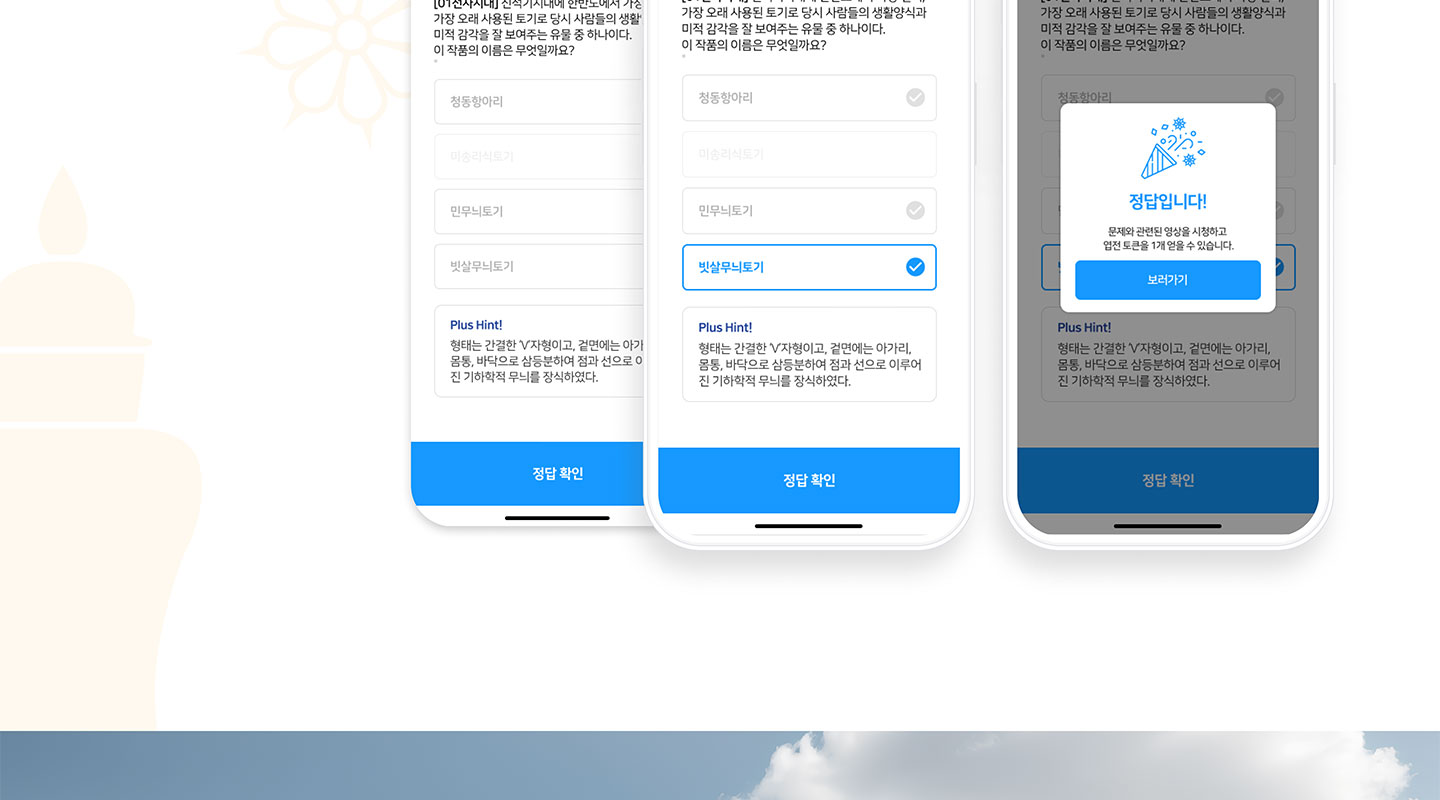 [01선사시대] 신석기시대에 한반도에서 가장
가장 오래 사용된 토기로 당시 사람들의 생활
미적 감각을 잘 보여주는 유물 중 하나이다.
이 작품의 이름은 무엇일까요?
청동항아리
미송리식토기
민무늬토기
빗살무늬토기
Plus Hint!
형태는 간결한 'V'자형이고, 겉면에는 아가
몸통, 바닥으로 삼등분하여 점과 선으로
진 기하학적 무늬를 장식하였다.
정답 확인
가장 오래 사용된 토기로 당시 사람들의 생활양식과
미적 감각을 잘 보여주는 유물 중 하나이다.
이 작품의 이름은 무엇일까요?
청동항아리
미송리식토기
민무늬토기
빗살무늬토기
Plus Hint!
형태는 간결한 'V'자형이고, 겉면에는 아가리,
몸통, 바닥으로 삼등분하여 점과 선으로 이루어
진 기하학적 무늬를 장식하였다.
정답 확인
가장 오래 사용된 토기로 당시 사람들의 생활양식과
미적 감각을 잘 보여주는 유물 중 하나이다.
이 작품의 이름은 무엇일까요?
청동항아리
정답입니다!
문제와 관련된 영상을 시청하고
엽전 토큰을 1개 얻을 수 있습니다.
보러가기
Plus Hint!
형태는 간결한 'V'자형이고, 겉면에는 아가리,
몸통, 바닥으로 삼등분하여 점과 선으로 이루어
진 기하학적 무늬를 장식하였다.
정답 확인